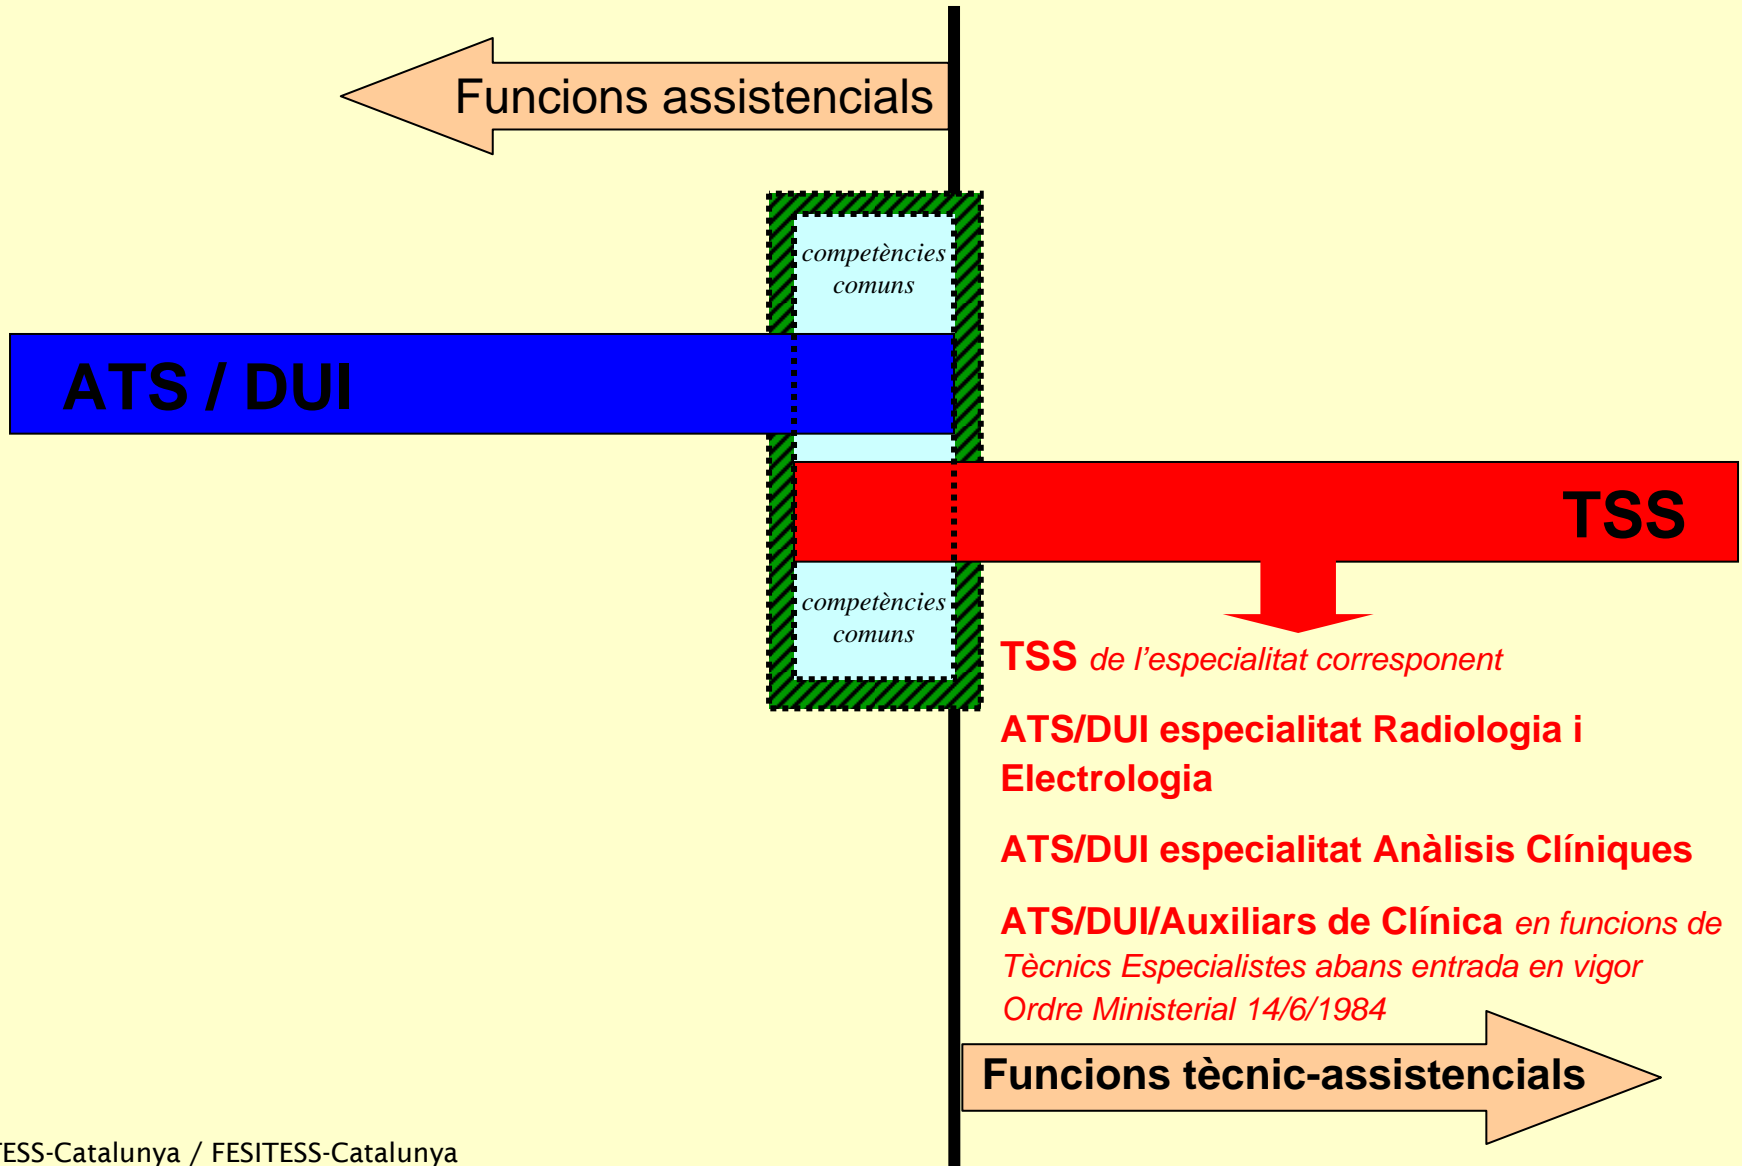 Funcions assistencials
competències
comuns
ATS / DUI
TSS
competències
comuns
TSS de l'especialitat corresponent
ATS/DUI especialitat Radiologia i
Electrologia
ATS/DUI especialitat Anàlisis Clíniques
ATS/DUI/Auxiliars de Clínica en funcions de
Tècnics Especialistes abans entrada en vigor
Ordre Ministerial 14/6/1984
Funcions tècnic-assistencials
TESS-Catalunya / FESITESS-Catalunya